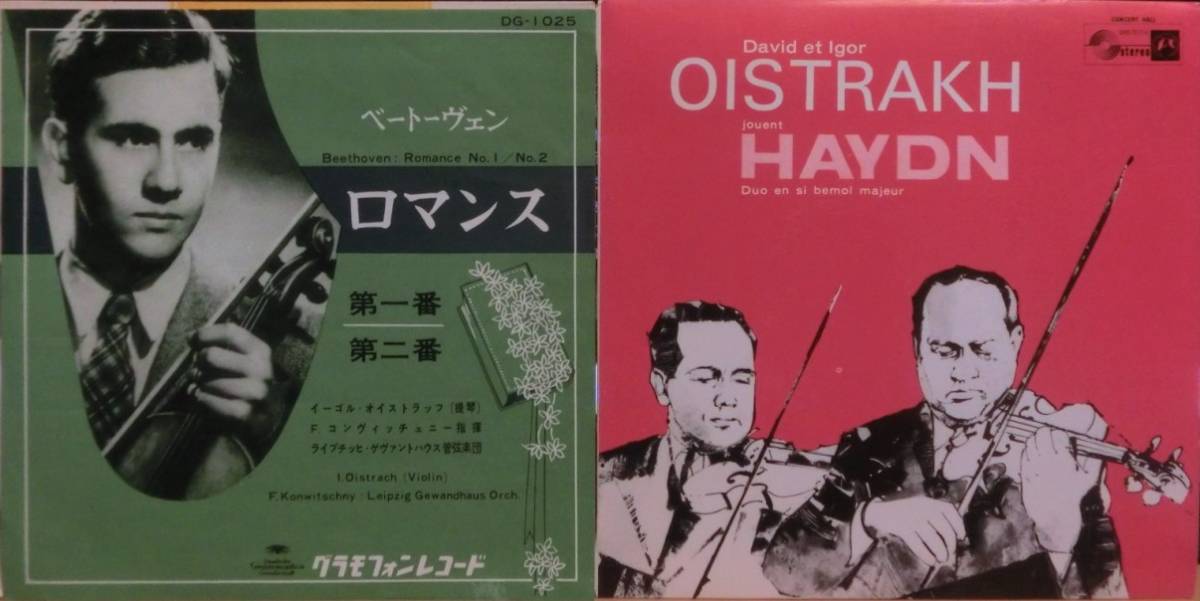 DG-1025
ベートーヴェン
Beethoven: Romance No.1/No.2
ロマンス
第一番
第二番
イーゴル・オイストラッフ(提琴)
F. コンヴィッチュニー指揮
ライプチッヒ・ゲヴァントハウス管弦楽団
I.Oistrach (Violin)
F.Konwitschny: Leipzig Gewandhaus Orch.
Deutsche
Grammophon
Gesellschaft
グラモフォンレコード
CONCERT HALL
stereo
David et Igor
OISTRAKH
jouent
HAYDN
Duo en si bemol majeur